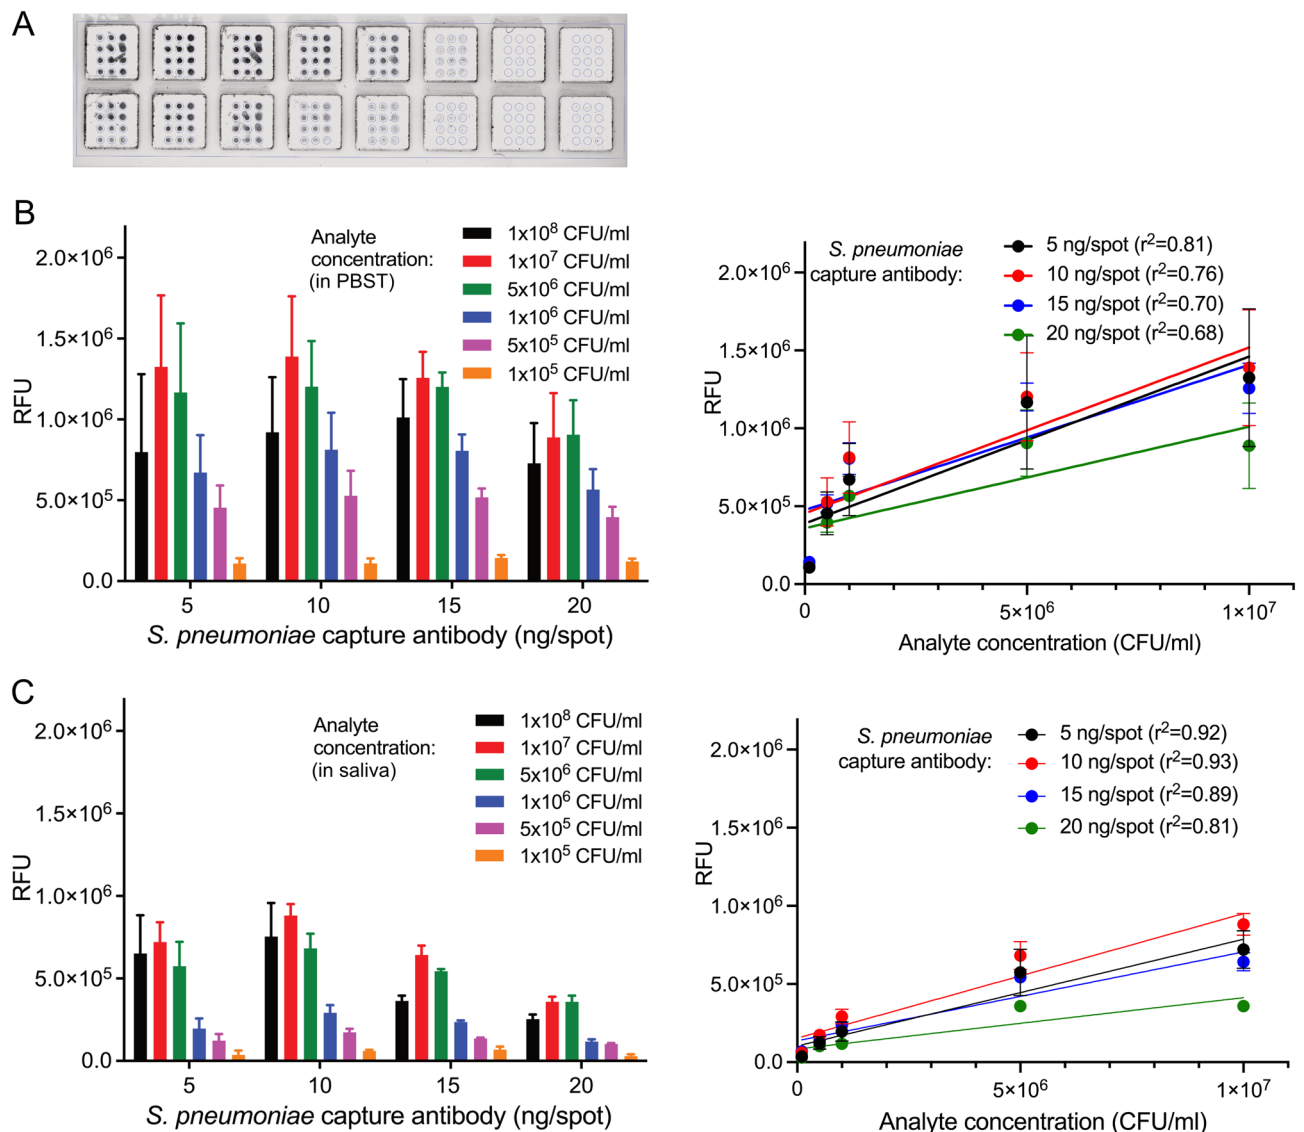 A
B
Analyte
concentration:
(in PBST)
1x10⁸ CFU/ml
1x10⁷ CFU/ml
5x10⁶ CFU/ml
1x10⁶ CFU/ml
5x10⁵ CFU/ml
1x10⁵ CFU/ml
RFU
2.0×10⁶
1.5×10⁶
1.0×10⁶
5.0×10⁵
0.0
5
10
15
20
S. pneumoniae capture antibody (ng/spot)
S. pneumoniae
capture antibody:
5 ng/spot (r²=0.81)
10 ng/spot (r²=0.76)
15 ng/spot (r²=0.70)
20 ng/spot (r²=0.68)
RFU
2.0×10⁶
1.5×10⁶
1.0×10⁶
5.0×10⁵
0.0
0
5×10⁶
1×10⁷
Analyte concentration (CFU/ml)
C
Analyte
concentration:
(in saliva)
1x10⁸ CFU/ml
1x10⁷ CFU/ml
5x10⁶ CFU/ml
1x10⁶ CFU/ml
5x10⁵ CFU/ml
1x10⁵ CFU/ml
RFU
2.0×10⁶
1.5×10⁶
1.0×10⁶
5.0×10⁵
0.0
5
10
15
20
S. pneumoniae capture antibody (ng/spot)
S. pneumoniae
capture antibody:
5 ng/spot (r²=0.92)
10 ng/spot (r²=0.93)
15 ng/spot (r²=0.89)
20 ng/spot (r²=0.81)
RFU
2.0×10⁶
1.5×10⁶
1.0×10⁶
5.0×10⁵
0.0
0
5×10⁶
1×10⁷
Analyte concentration (CFU/ml)